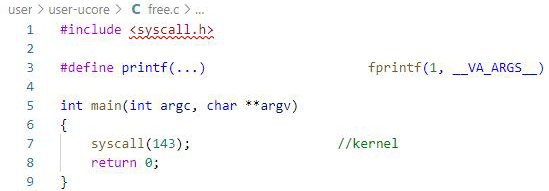 user > user-ucore > C free.c > ...
1 #include <syscall.h>
2
3 #define printf(...) fprintf(1, __VA_ARGS__)
4
5 int main(int argc, char **argv)
6 {
7 syscall(143); //kernel
8 return 0;
9 }